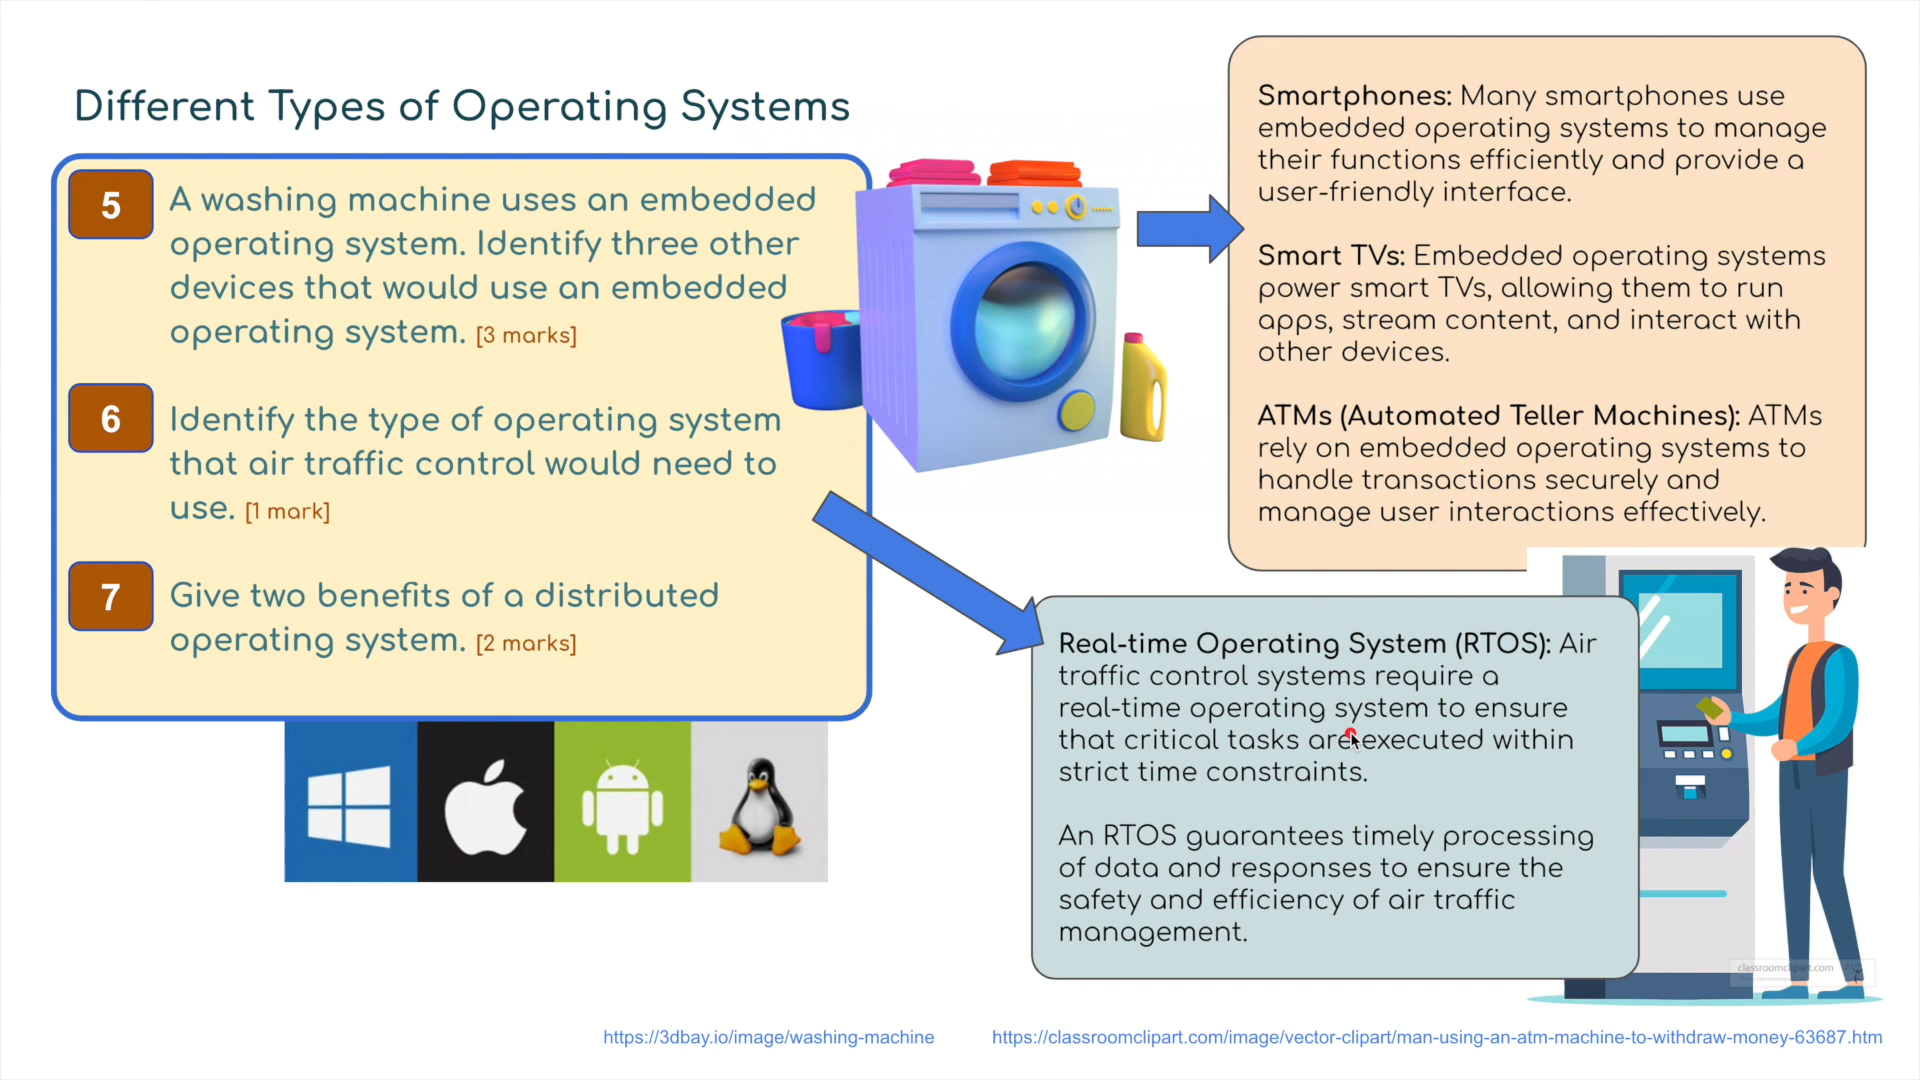 Different Types of Operating Systems
5
A washing machine uses an embedded
operating system. Identify three other
devices that would use an embedded
operating system. [3 marks]
6
Identify the type of operating system
that air traffic control would need to
use. [1 mark]
7
Give two benefits of a distributed
operating system. [2 marks]
Smartphones: Many smartphones use
embedded operating systems to manage
their functions efficiently and provide a
user-friendly interface.
Smart TVs: Embedded operating systems
power smart TVs, allowing them to run
apps, stream content, and interact with
other devices.
ATMs (Automated Teller Machines): ATMs
rely on embedded operating systems to
handle transactions securely and
manage user interactions effectively.
Real-time Operating System (RTOS): Air
traffic control systems require a
real-time operating system to ensure
that critical tasks are executed within
strict time constraints.
An RTOS guarantees timely processing
of data and responses to ensure the
safety and efficiency of air traffic
management.
classroomclipart.com
https://3dbay.io/image/washing-machine
https://classroomclipart.com/image/vector-clipart/man-using-an-atm-machine-to-withdraw-money-63687.htm